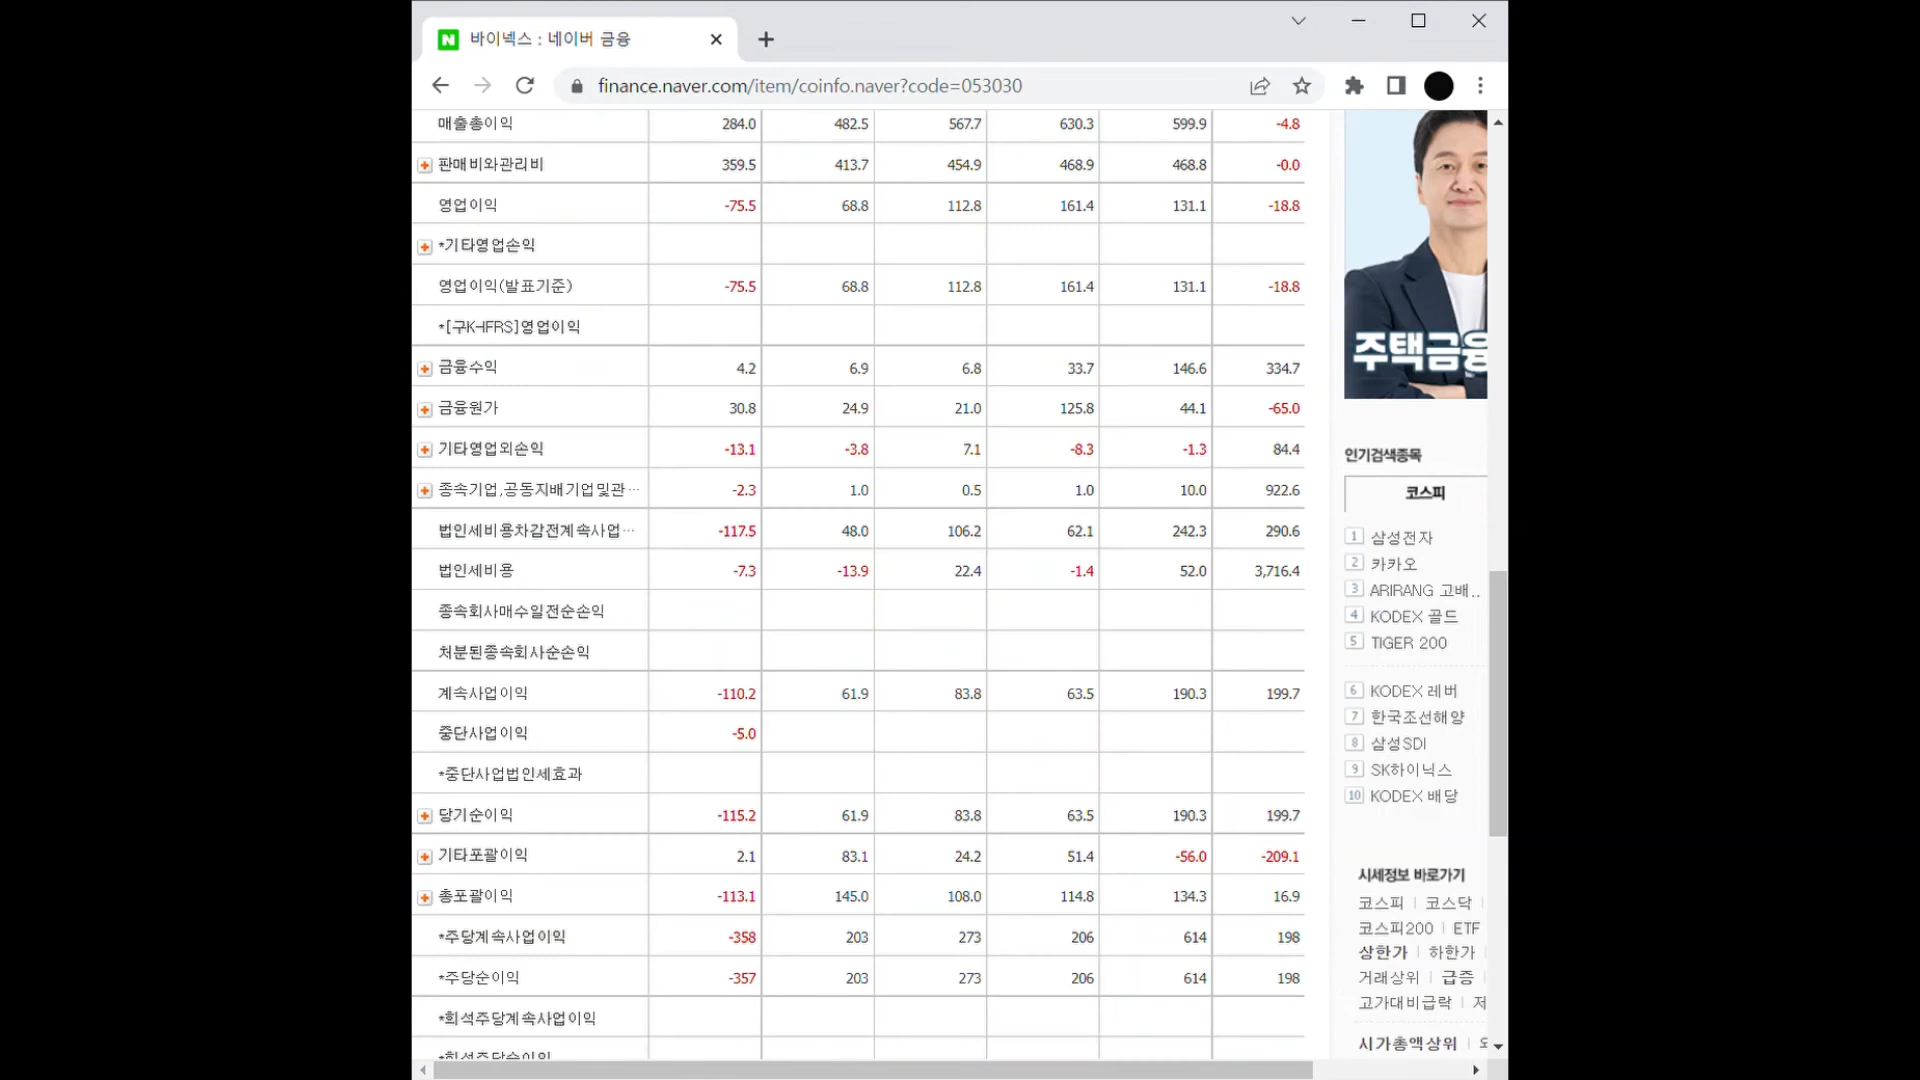 바이넥스 : 네이버 금융
finance.naver.com/item/coinfo.naver?code=053030
매출총이익 284.0 482.5 567.7 630.3 599.9 -4.8
판매비와관리비 359.5 413.7 454.9 468.9 468.8 -0.0
영업이익 -75.5 68.8 112.8 161.4 131.1 -18.8
*기타영업손익
영업이익(발표기준) -75.5 68.8 112.8 161.4 131.1 -18.8
*[구K-IFRS]영업이익
금융수익 4.2 6.9 6.8 33.7 146.6 334.7
금융원가 30.8 24.9 21.0 125.8 44.1 -65.0
기타영업외손익 -13.1 -3.8 7.1 -8.3 -1.3 84.4
종속기업,공동지배기업및관… -2.3 1.0 0.5 1.0 10.0 922.6
법인세비용차감전계속사업… -117.5 48.0 106.2 62.1 242.3 290.6
법인세비용 -7.3 -13.9 22.4 -1.4 52.0 3,716.4
종속회사매수일전순손익
처분된종속회사순손익
계속사업이익 -110.2 61.9 83.8 63.5 190.3 199.7
중단사업이익 -5.0
*중단사업법인세효과
당기순이익 -115.2 61.9 83.8 63.5 190.3 199.7
기타포괄이익 2.1 83.1 24.2 51.4 -56.0 -209.1
총포괄이익 -113.1 145.0 108.0 114.8 134.3 16.9
*주당계속사업이익 -358 203 273 206 614 198
*주당순이익 -357 203 273 206 614 198
*희석주당계속사업이익
*희석주당순이익
주택금융
인기검색종목
코스피
1 삼성전자
2 카카오
3 ARIRANG 고배..
4 KODEX 골드
5 TIGER 200
6 KODEX 레버
7 한국조선해양
8 삼성SDI
9 SK하이닉스
10 KODEX 배당
시세정보 바로가기
코스피 | 코스닥 |
코스피200 | ETF
상한가 | 하한가 |
거래상위 | 급증 |
고가대비급락 | 저
시가총액상위 |